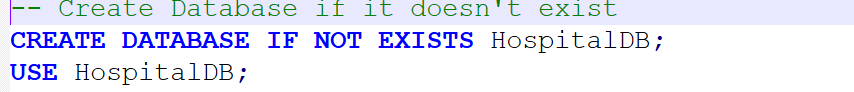 -- Create Database if it doesn't exist
CREATE DATABASE IF NOT EXISTS HospitalDB;
USE HospitalDB;